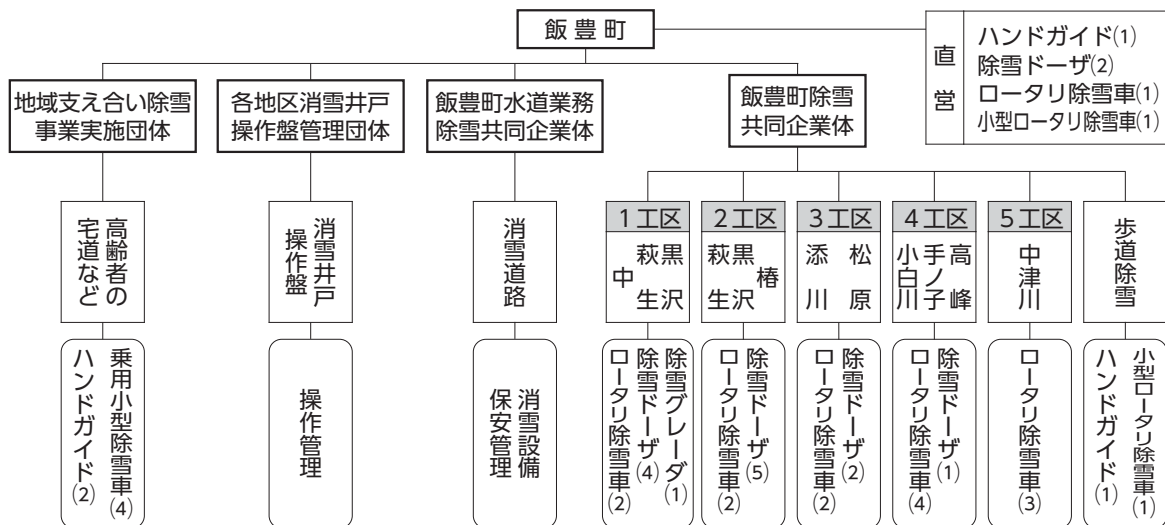 飯豊町
直営
ハンドガイド(1)
除雪ドーザ(2)
ロータリ除雪車(1)
小型ロータリ除雪車(1)
地域支え合い除雪
事業実施団体
各地区消雪井戸
操作盤管理団体
飯豊町水道業務
除雪共同企業体
飯豊町除雪
共同企業体
高齢者の
宅道など
消雪井戸
操作盤
消雪道路
1工区
黒沢
萩生
中
2工区
椿
黒沢
萩生
3工区
松原
添川
4工区
高峰
手ノ子
小白川
5工区
中津川
歩道除雪
乗用小型除雪車(4)
ハンドガイド(2)
操作管理
消雪設備
保安管理
除雪グレーダ(1)
除雪ドーザ(4)
ロータリ除雪車(2)
除雪ドーザ(5)
ロータリ除雪車(2)
除雪ドーザ(2)
ロータリ除雪車(2)
除雪ドーザ(1)
ロータリ除雪車(4)
ロータリ除雪車(3)
小型ロータリ除雪車(1)
ハンドガイド(1)